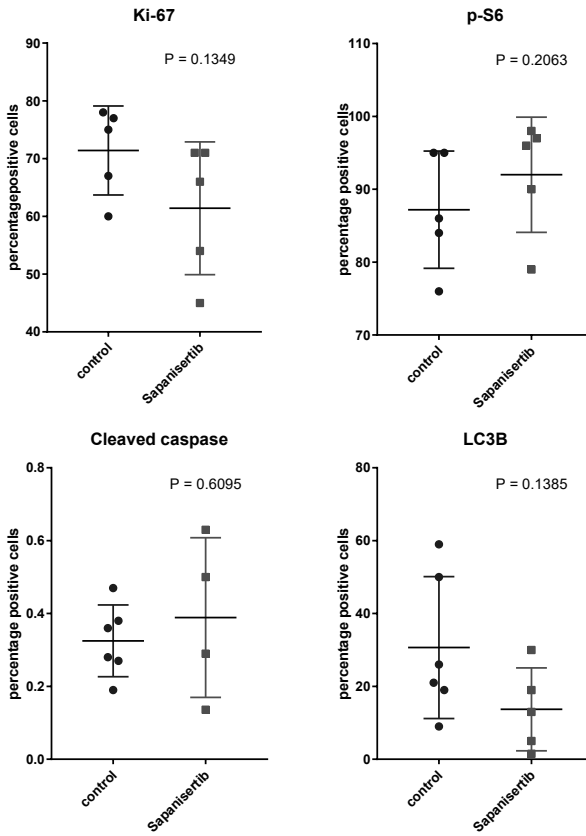 Ki-67
P = 0.1349
percentagepositive cells
90
80
70
60
50
40
control
Sapanisertib
p-S6
P = 0.2063
percentage positive cells
110
100
90
80
70
control
Sapanisertib
Cleaved caspase
P = 0.6095
percentage positive cells
0.8
0.6
0.4
0.2
0.0
control
Sapanisertib
LC3B
P = 0.1385
percentage positive cells
80
60
40
20
0
control
Sapanisertib